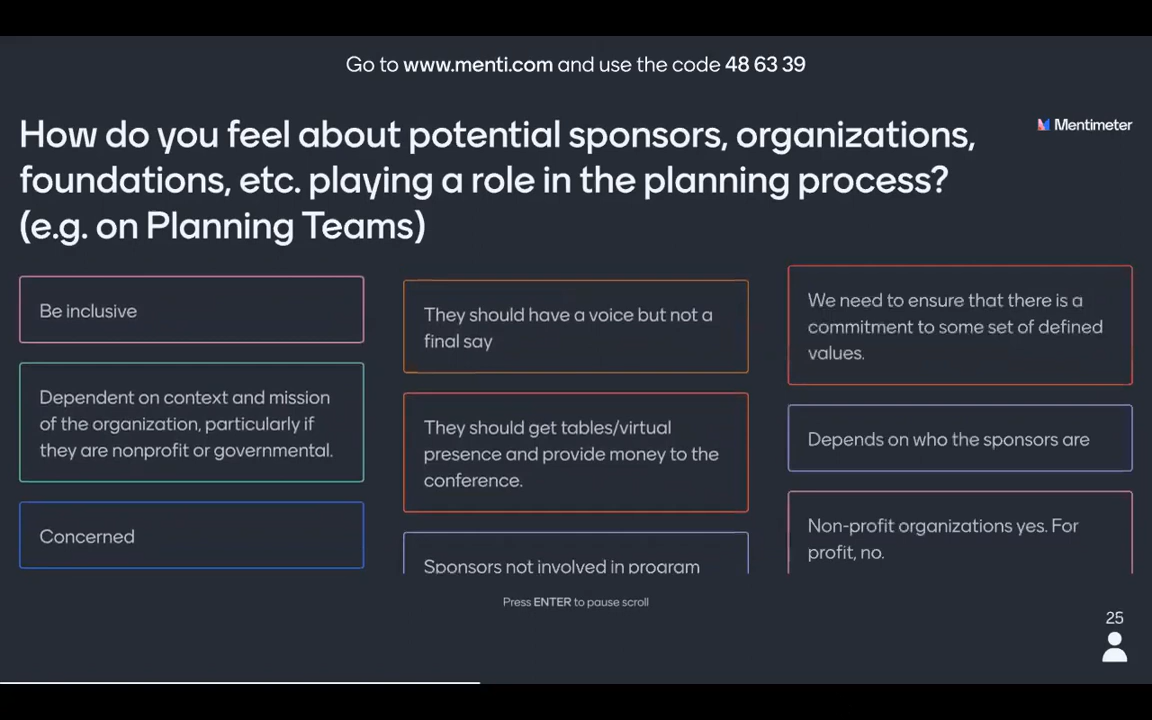 Go to www.menti.com and use the code 48 63 39
Mentimeter
How do you feel about potential sponsors, organizations,
foundations, etc. playing a role in the planning process?
(e.g. on Planning Teams)
Be inclusive
Dependent on context and mission
of the organization, particularly if
they are nonprofit or governmental.
Concerned
They should have a voice but not a
final say
They should get tables/virtual
presence and provide money to the
conference.
Sponsors not involved in program
We need to ensure that there is a
commitment to some set of defined
values.
Depends on who the sponsors are
Non-profit organizations yes. For
profit, no.
Press ENTER to pause scroll
25